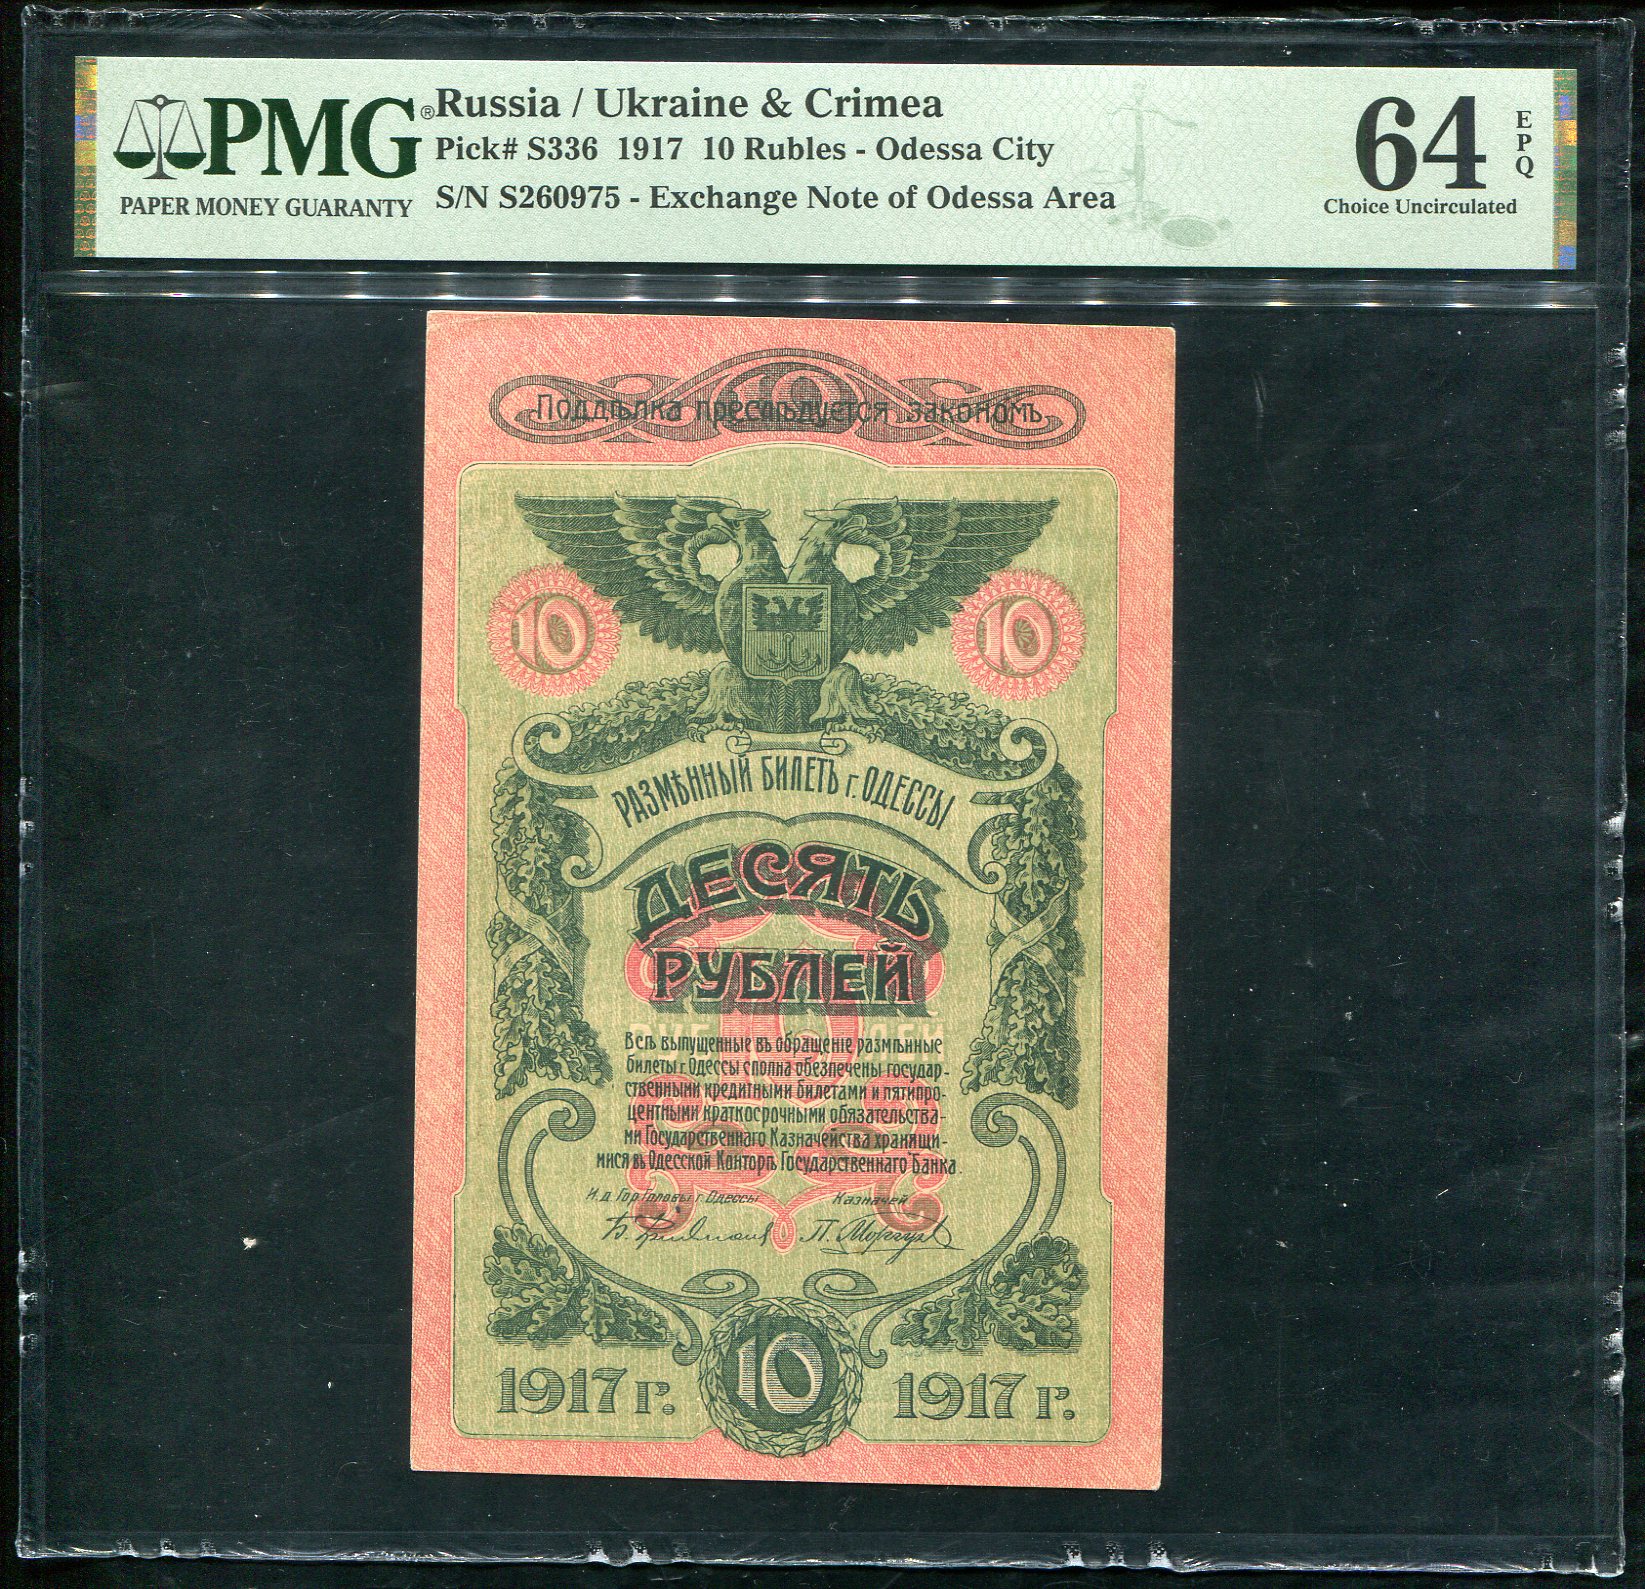 PMG®
PAPER MONEY GUARANTY
Russia / Ukraine & Crimea
Pick# S336 1917 10 Rubles - Odessa City
S/N S260975 - Exchange Note of Odessa Area
64
EPQ
Choice Uncirculated
Поддѣлка преслѣдуется закономъ.
10
10
РАЗМѢННЫЙ БИЛЕТЪ г. ОДЕССЫ
ДЕСЯТЬ
РУБЛЕЙ
Всѣ выпущенные въ обращеніе размѣнные
билеты г. Одессы сполна обезпечены государ-
ственными кредитными билетами и пятипро-
центными краткосрочными обязательства-
ми Государственнаго Казначейства хранящи-
мися въ Одесской Конторѣ Государственнаго Банка.
И. д. Гор. Головы г. Одессы Казначей
1917 г. 10 1917 г.